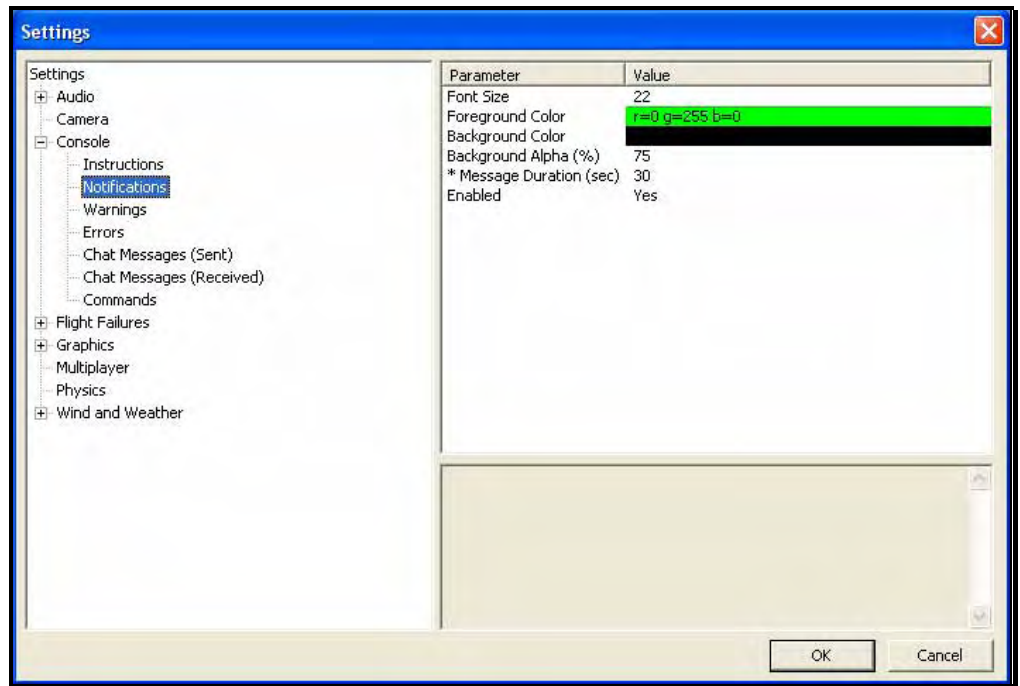 Settings
Settings
Audio
Camera
Console
Instructions
Notifications
Warnings
Errors
Chat Messages (Sent)
Chat Messages (Received)
Commands
Flight Failures
Graphics
Multiplayer
Physics
Wind and Weather
Parameter Value
Font Size 22
Foreground Color r=0 g=255 b=0
Background Color
Background Alpha (%) 75
* Message Duration (sec) 30
Enabled Yes
OK Cancel